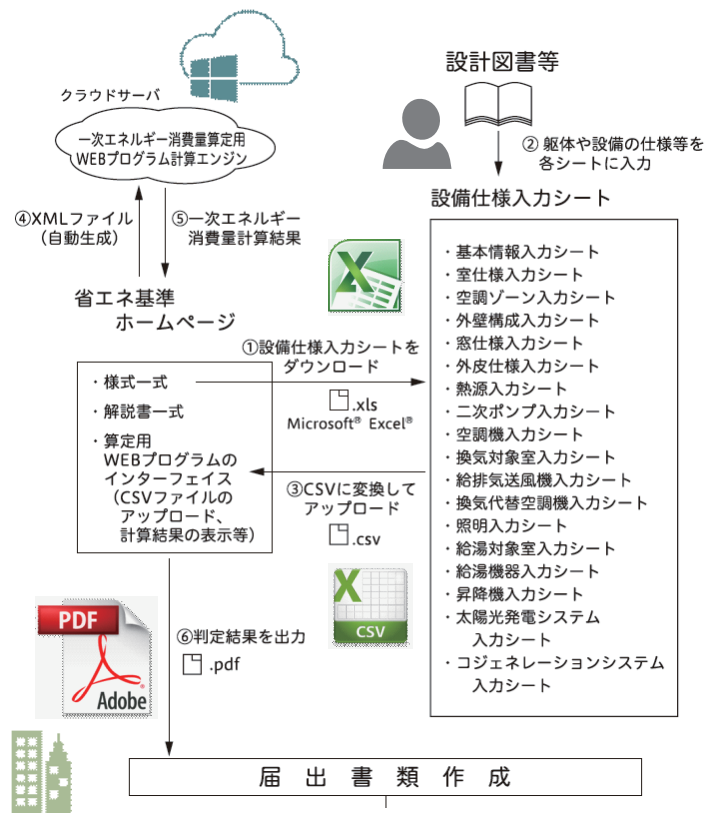 クラウドサーバ
一次エネルギー消費量算定用
WEBプログラム計算エンジン
④XMLファイル
（自動生成）
⑤一次エネルギー
消費量計算結果
省エネ基準
ホームページ
設計図書等
② 躯体や設備の仕様等を
各シートに入力
設備仕様入力シート
①設備仕様入力シートを
ダウンロード
.xls
Microsoft® Excel®
・様式一式
・解説書一式
・算定用
WEBプログラムの
インターフェイス
（CSVファイルの
アップロード、
計算結果の表示等）
③CSVに変換して
アップロード
.csv
X
CSV
・基本情報入力シート
・室仕様入力シート
・空調ゾーン入力シート
・外壁構成入力シート
・窓仕様入力シート
・外皮仕様入力シート
・熱源入力シート
・二次ポンプ入力シート
・空調機入力シート
・換気対象室入力シート
・給排気送風機入力シート
・換気代替空調機入力シート
・照明入力シート
・給湯対象室入力シート
・給湯機器入力シート
・昇降機入力シート
・太陽光発電システム
入力シート
・コジェネレーションシステム
入力シート
⑥判定結果を出力
.pdf
PDF
Adobe
届出書類作成